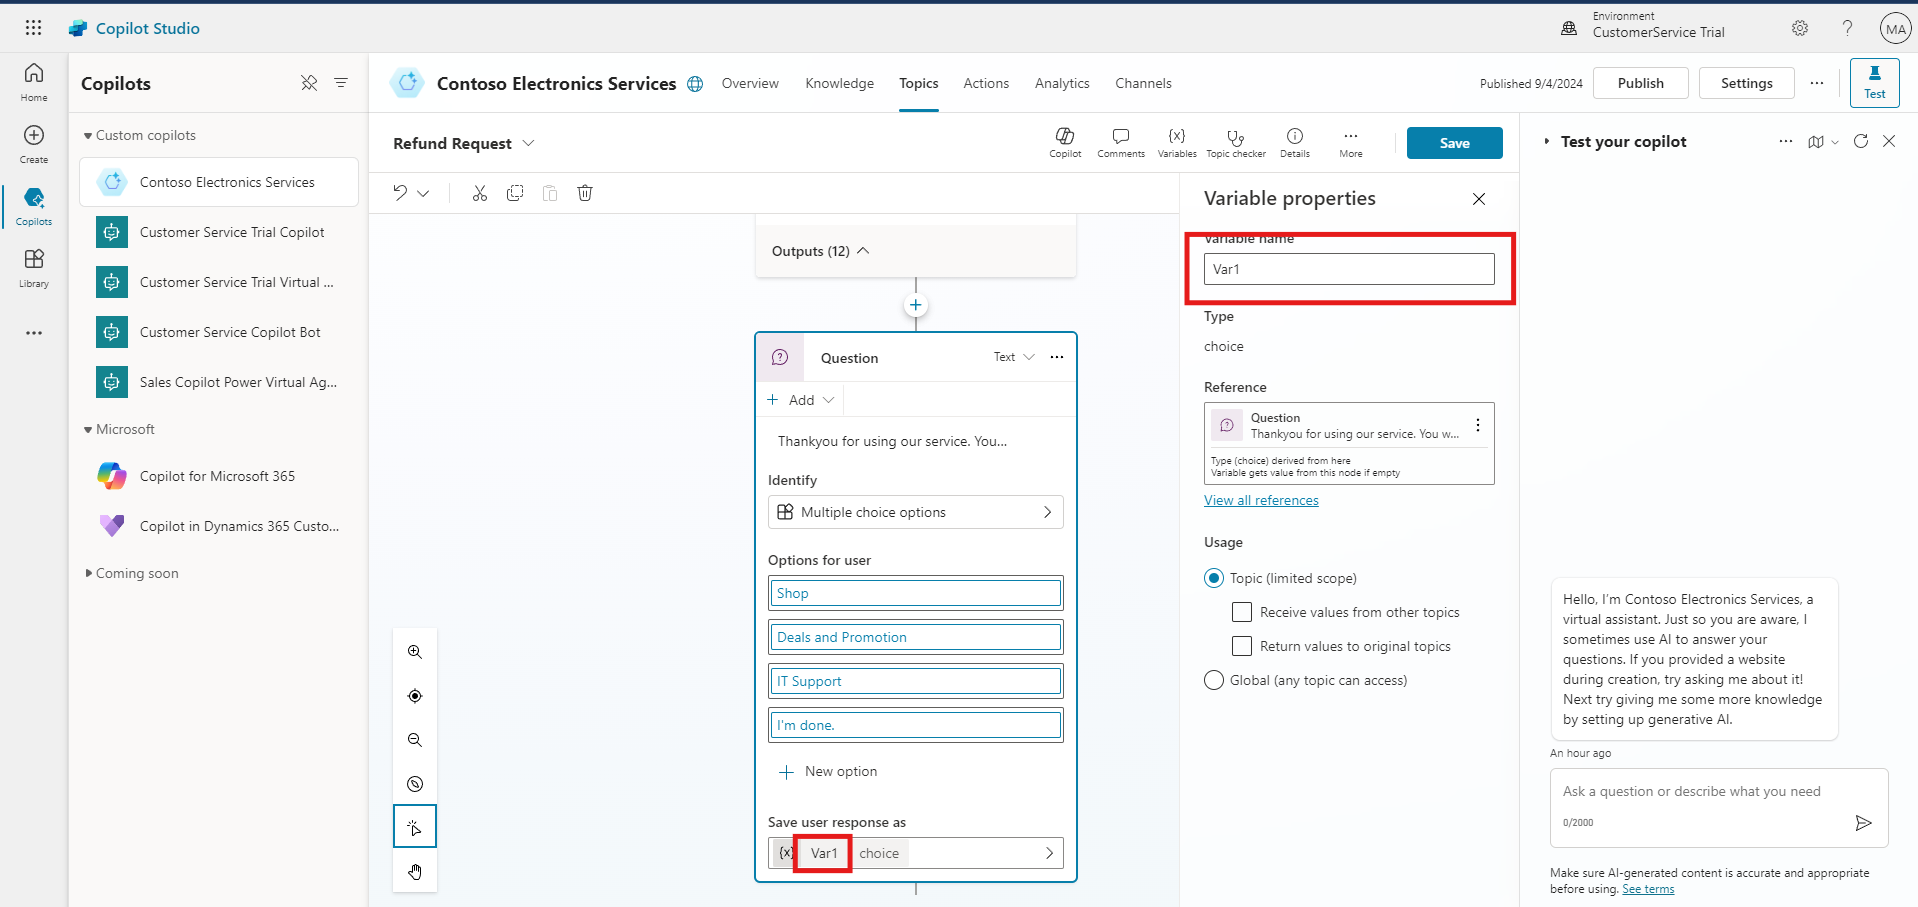 Copilot Studio
Environment
CustomerService Trial
MA
Home
Create
Copilots
Library
Copilots
Custom copilots
Contoso Electronics Services
Customer Service Trial Copilot
Customer Service Trial Virtual ...
Customer Service Copilot Bot
Sales Copilot Power Virtual Ag...
Microsoft
Copilot for Microsoft 365
Copilot in Dynamics 365 Custo...
Coming soon
Contoso Electronics Services
Overview
Knowledge
Topics
Actions
Analytics
Channels
Published 9/4/2024
Publish
Settings
Test
Refund Request
Copilot
Comments
{x}
Variables
Topic checker
Details
More
Save
Outputs (12)
Question
Text
Add
Thankyou for using our service. You...
Identify
Multiple choice options
Options for user
Shop
Deals and Promotion
IT Support
I'm done.
New option
Save user response as
{x}
Var1
choice
Variable properties
Variable name
Var1
Type
choice
Reference
Question
Thankyou for using our service. You w...
Type (choice) derived from here
Variable gets value from this node if empty
View all references
Usage
Topic (limited scope)
Receive values from other topics
Return values to original topics
Global (any topic can access)
Test your copilot
Hello, I'm Contoso Electronics Services, a
virtual assistant. Just so you are aware, I
sometimes use AI to answer your
questions. If you provided a website
during creation, try asking me about it!
Next try giving me some more knowledge
by setting up generative AI.
An hour ago
Ask a question or describe what you need
0/2000
Make sure AI-generated content is accurate and appropriate
before using. See terms